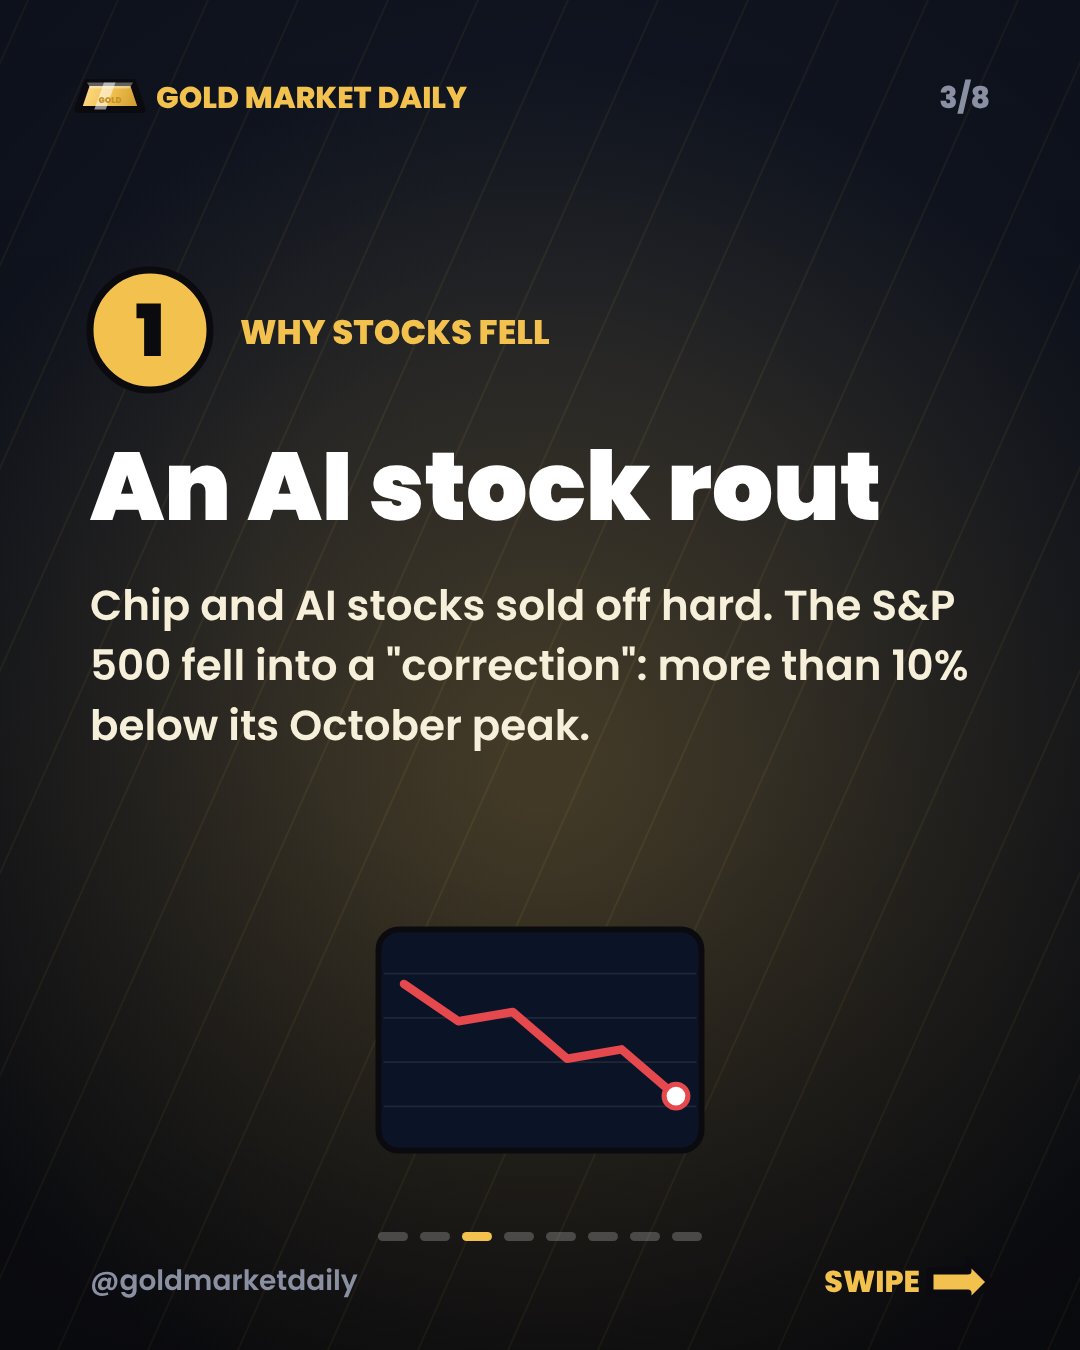 GOLD
GOLD MARKET DAILY
3/8
1
WHY STOCKS FELL
An AI stock rout
Chip and AI stocks sold off hard. The S&P
500 fell into a "correction": more than 10%
below its October peak.
@goldmarketdaily
SWIPE